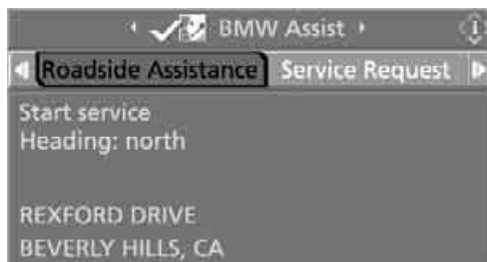 BMW Assist
Roadside Assistance Service Request
Start service
Heading: north
REXFORD DRIVE
BEVERLY HILLS, CA